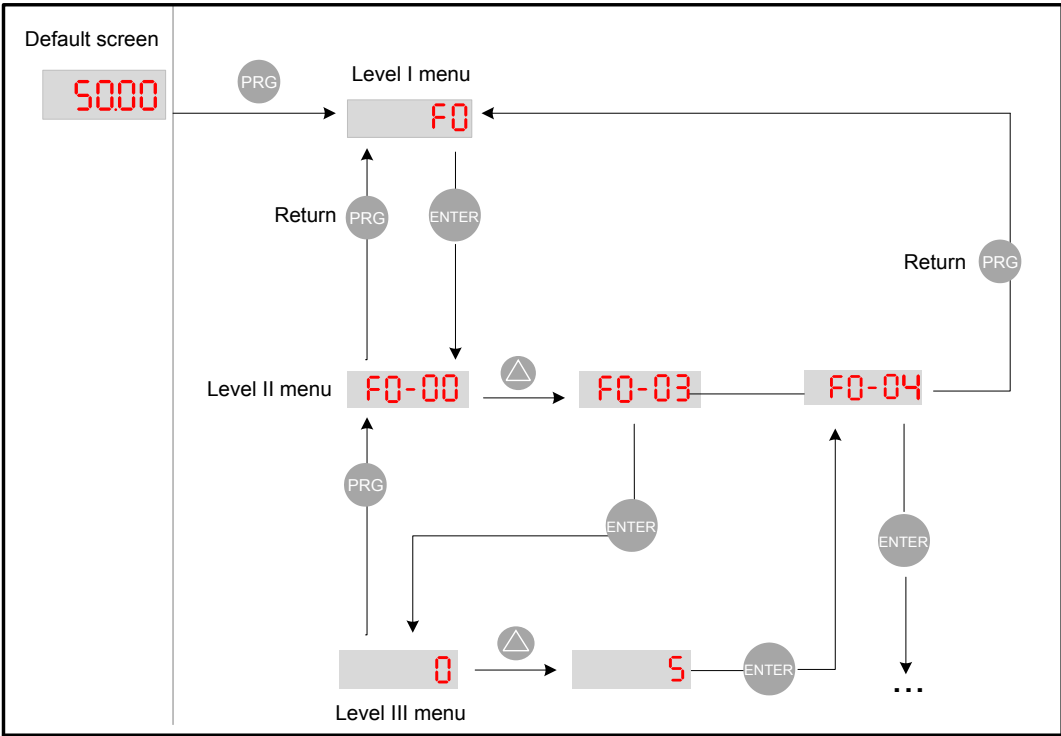 Default screen
50.00
PRG
Level I menu
F0
Return
PRG
ENTER
Return
PRG
Level II menu
F0-00
F0-03
F0-04
PRG
ENTER
ENTER
0
5
ENTER
...
Level III menu